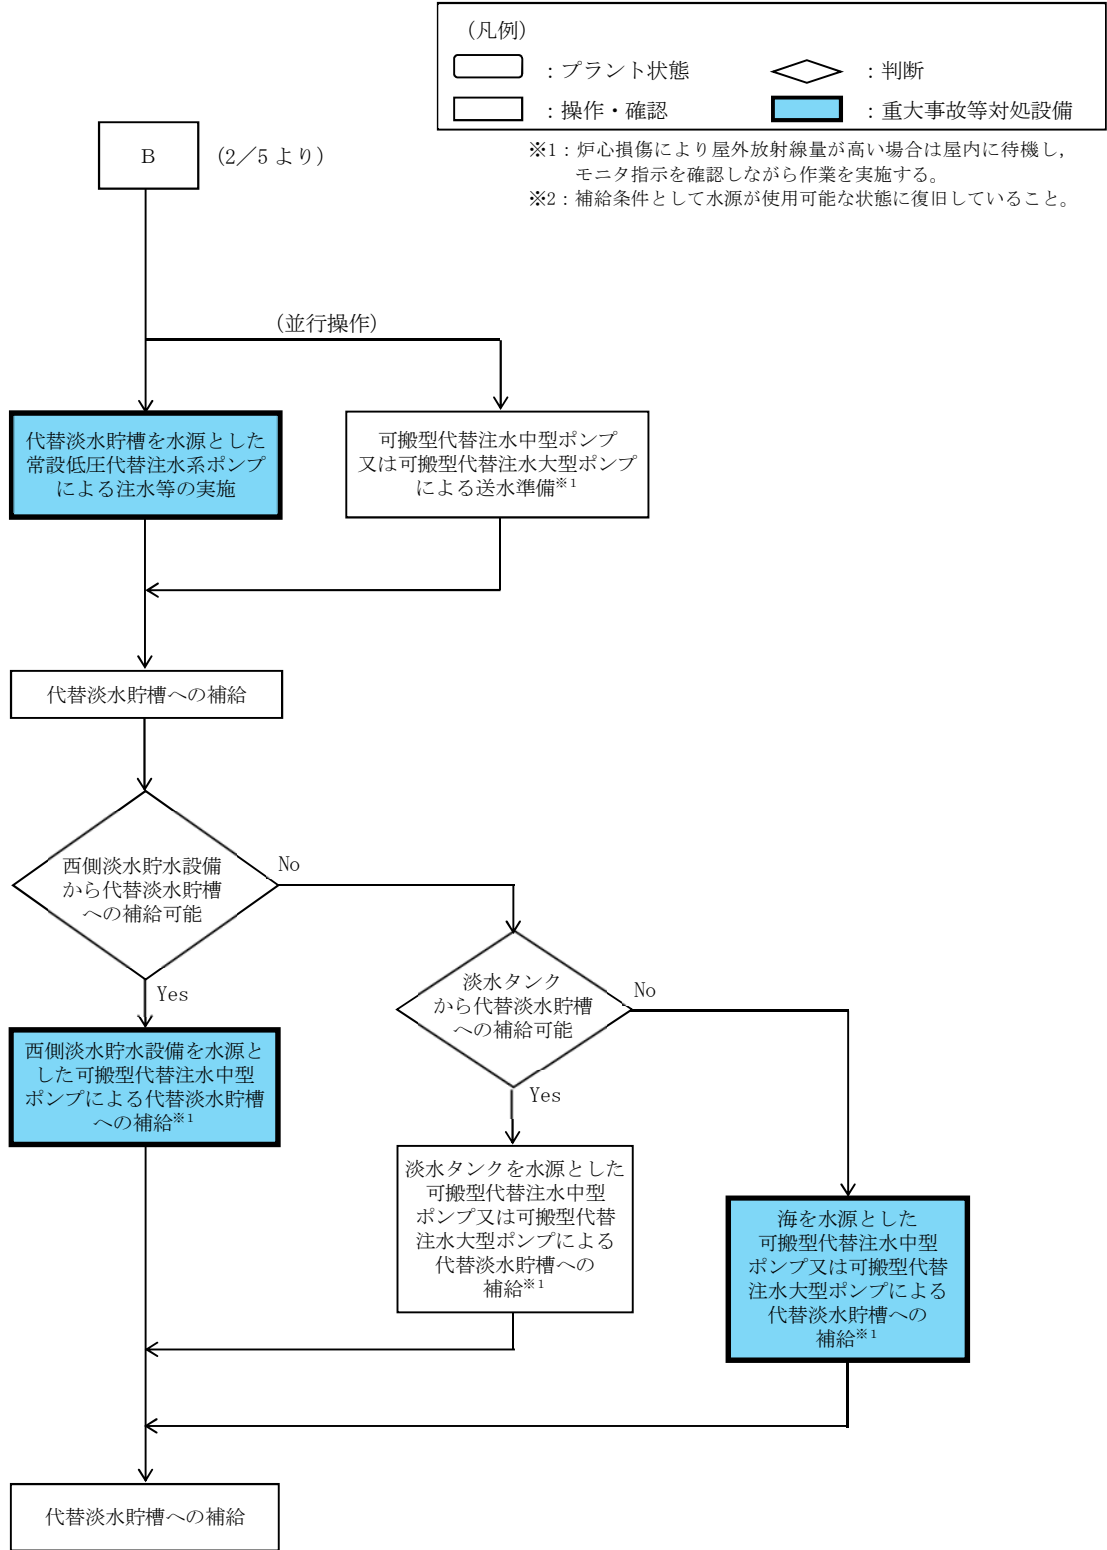 (凡例)
：プラント状態
：判断
：操作・確認
：重大事故等対処設備
※1：炉心損傷により屋外放射線量が高い場合は屋内に待機し，
モニタ指示を確認しながら作業を実施する。
※2：補給条件として水源が使用可能な状態に復旧していること。
B
(2／5 より)
(並行操作)
代替淡水貯槽を水源とした
常設低圧代替注水系ポンプ
による注水等の実施
可搬型代替注水中型ポンプ
又は可搬型代替注水大型ポンプ
による送水準備※1
代替淡水貯槽への補給
西側淡水貯水設備
から代替淡水貯槽
への補給可能
No
Yes
淡水タンク
から代替淡水貯槽
への補給可能
No
Yes
西側淡水貯水設備を水源と
した可搬型代替注水中型
ポンプによる代替淡水貯槽
への補給※1
淡水タンクを水源とした
可搬型代替注水中型
ポンプ又は可搬型代替
注水大型ポンプによる
代替淡水貯槽への
補給※1
海を水源とした
可搬型代替注水中型
ポンプ又は可搬型代替
注水大型ポンプによる
代替淡水貯槽への
補給※1
代替淡水貯槽への補給